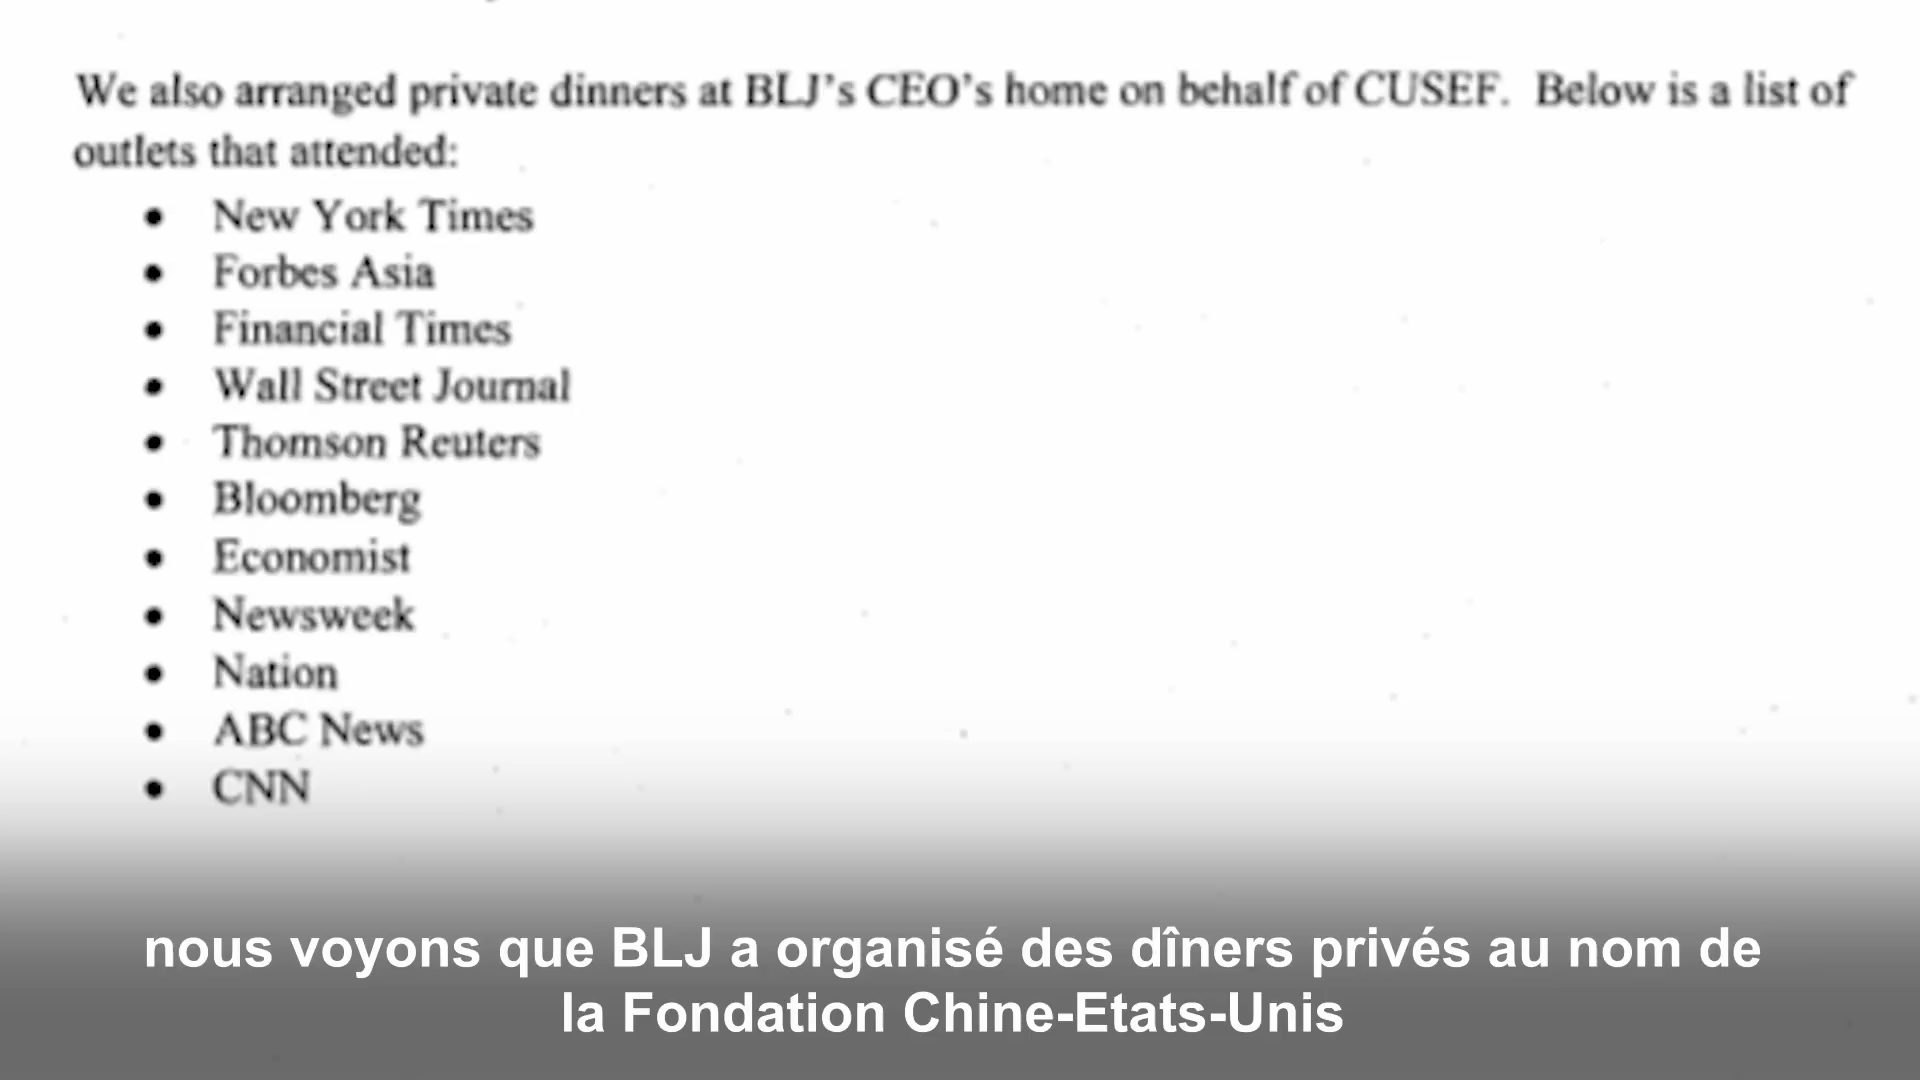 We also arranged private dinners at BLJ's CEO's home on behalf of CUSEF. Below is a list of
outlets that attended:
• New York Times
• Forbes Asia
• Financial Times
• Wall Street Journal
• Thomson Reuters
• Bloomberg
• Economist
• Newsweek
• Nation
• ABC News
• CNN
nous voyons que BLJ a organisé des dîners privés au nom de
la Fondation Chine-Etats-Unis